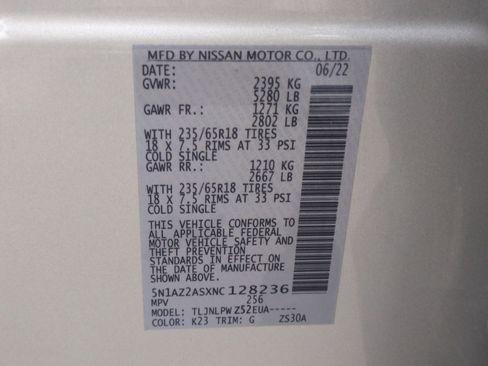 MFD BY NISSAN MOTOR CO., LTD.
DATE: 06/22
GVWR: 2395 KG
5280 LB
GAWR FR.: 1271 KG
2802 LB
WITH 235/65R18 TIRES
18 X 7.5 RIMS AT 33 PSI
COLD SINGLE
GAWR RR.: 1210 KG
2667 LB
WITH 235/65R18 TIRES
18 X 7.5 RIMS AT 33 PSI
COLD SINGLE
THIS VEHICLE CONFORMS TO
ALL APPLICABLE FEDERAL
MOTOR VEHICLE SAFETY AND
THEFT PREVENTION
STANDARDS IN EFFECT ON
THE DATE OF MANUFACTURE
5N1AZ2ASXNC128236
MPV 256
MODEL: TLJNLPWZ52EUA-----
COLOR: K23 TRIM: G ZS30A